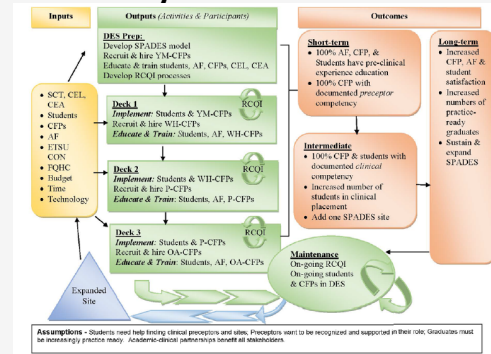 Inputs
Outputs (Activities & Participants)
Outcomes
DES Prep:
Develop SPADES model
Recruit & hire YM-CFPs
Educate & train students, AF, CFPs, CEL, CEA
Develop RCQI processes
RCQI
Deck 1
Implement: Students & YM-CFPs
Recruit & hire WH-CFPs
Educate & Train: Students, AF, WH-CFPs
RCQI
Deck 2
Implement: Students & WH-CFPs
Recruit & hire P-CFPs
Educate & Train: Students, AF, P-CFPs
RCQI
Deck 3
Implement: Students & P-CFPs
Recruit & hire OA-CFPs
Educate & Train: Students, AF, OA-CFPs
• SCT, CEL,
CEA
• Students
• CFPs
• AF
• ETSU
CON
• FQHC
• Budget
• Time
• Technology
Expanded
Site
Short-term
• 100% AF, CFP, &
Students have pre-clinical
experience education
• 100% CFP with
documented preceptor
competency
Intermediate
• 100% CFP & students with
documented clinical
competency
• Increased number of
students in clinical
placement
• Add one SPADES site
Long-term
• Increased
CFP, AF &
student
satisfaction
• Increased
numbers of
practice-
ready
graduates
• Sustain &
expand
SPADES
Maintenance
On-going RCQI
On-going students
& CFPs in DES
Assumptions - Students need help finding clinical preceptors and sites; Preceptors want to be recognized and supported in their role; Graduates must
be increasingly practice ready. Academic-clinical partnerships benefit all stakeholders.